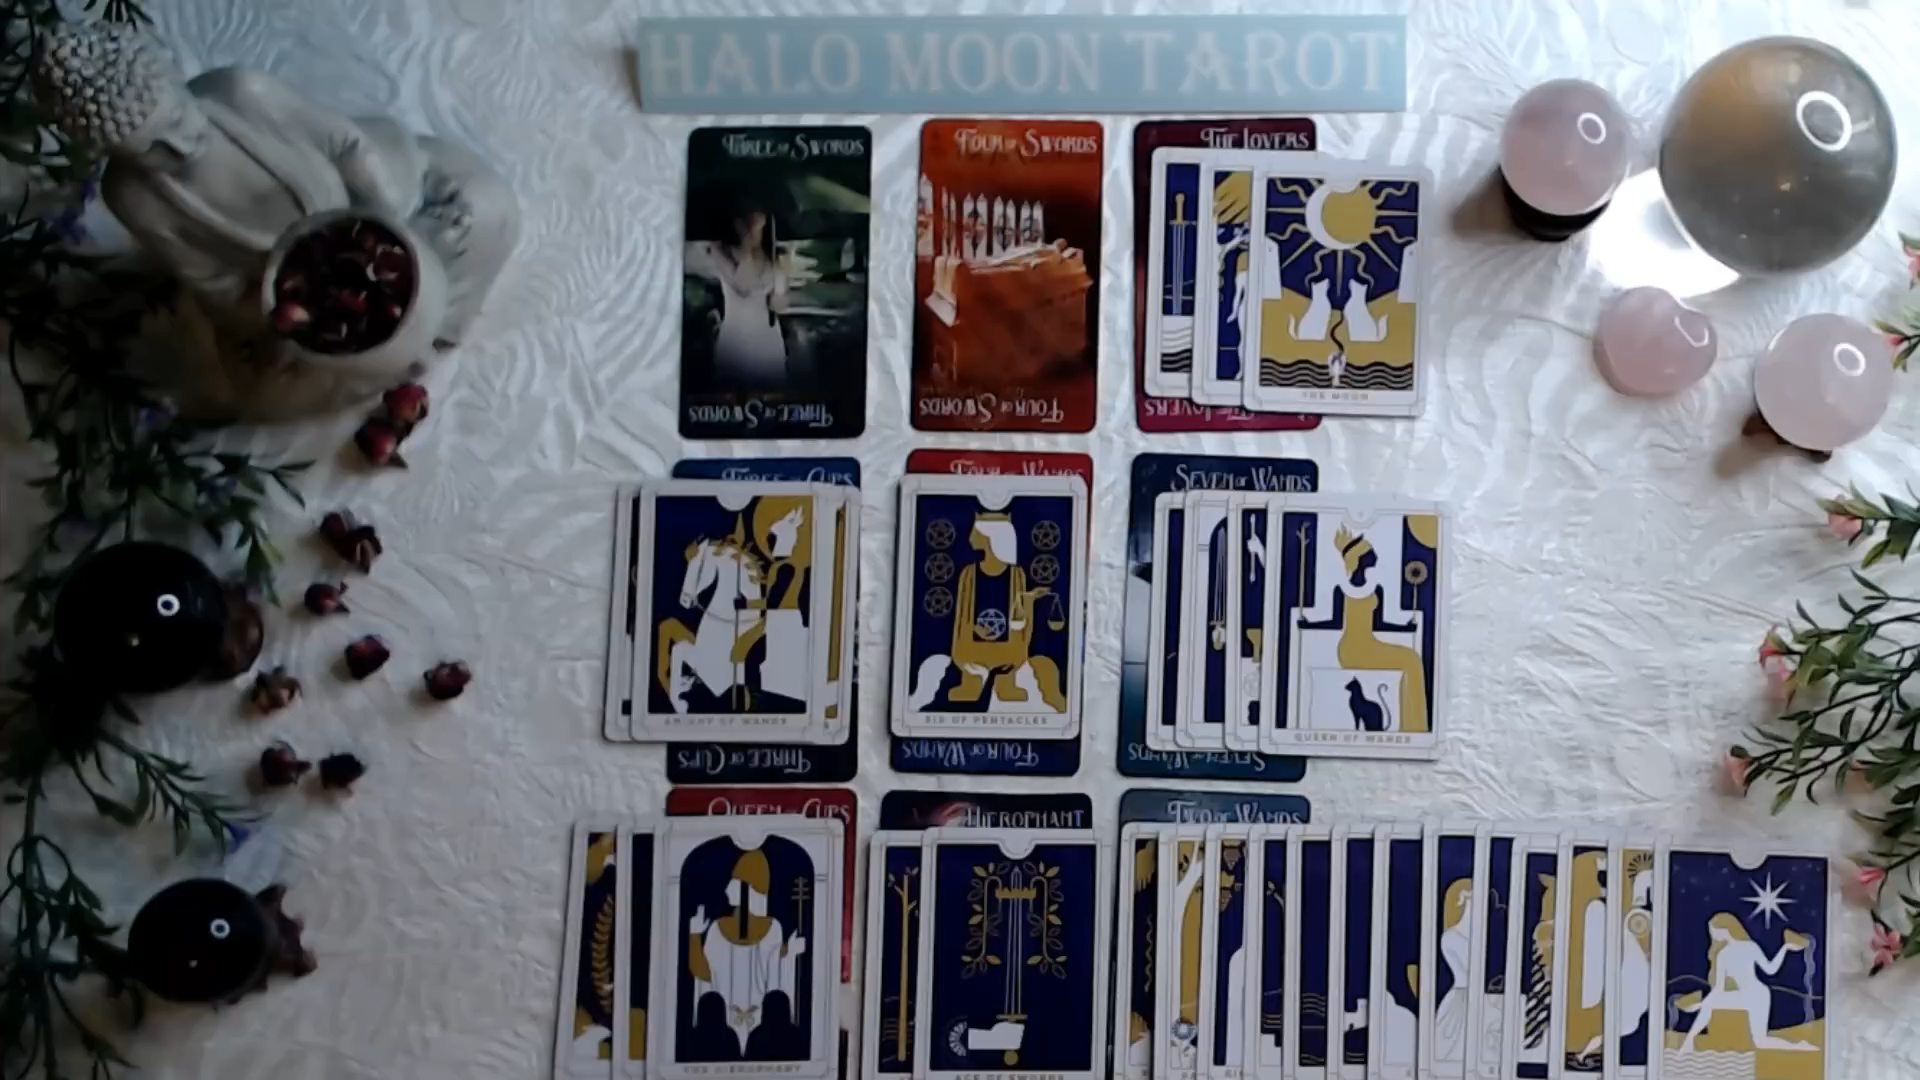 HALO MOON TAROT
THREE OF SWORDS
FOUR OF SWORDS
THE LOVERS
THE MOON
THREE OF SWORDS
FOUR OF SWORDS
THE LOVERS
THREE OF CUPS
FOUR OF WANDS
SEVEN OF WANDS
KNIGHT OF WANDS
SIX OF PENTACLES
QUEEN OF WANDS
THREE OF CUPS
FOUR OF WANDS
SEVEN OF WANDS
QUEEN OF CUPS
HIEROPHANT
TWO OF WANDS
THE HIEROPHANT
ACE OF SWORDS